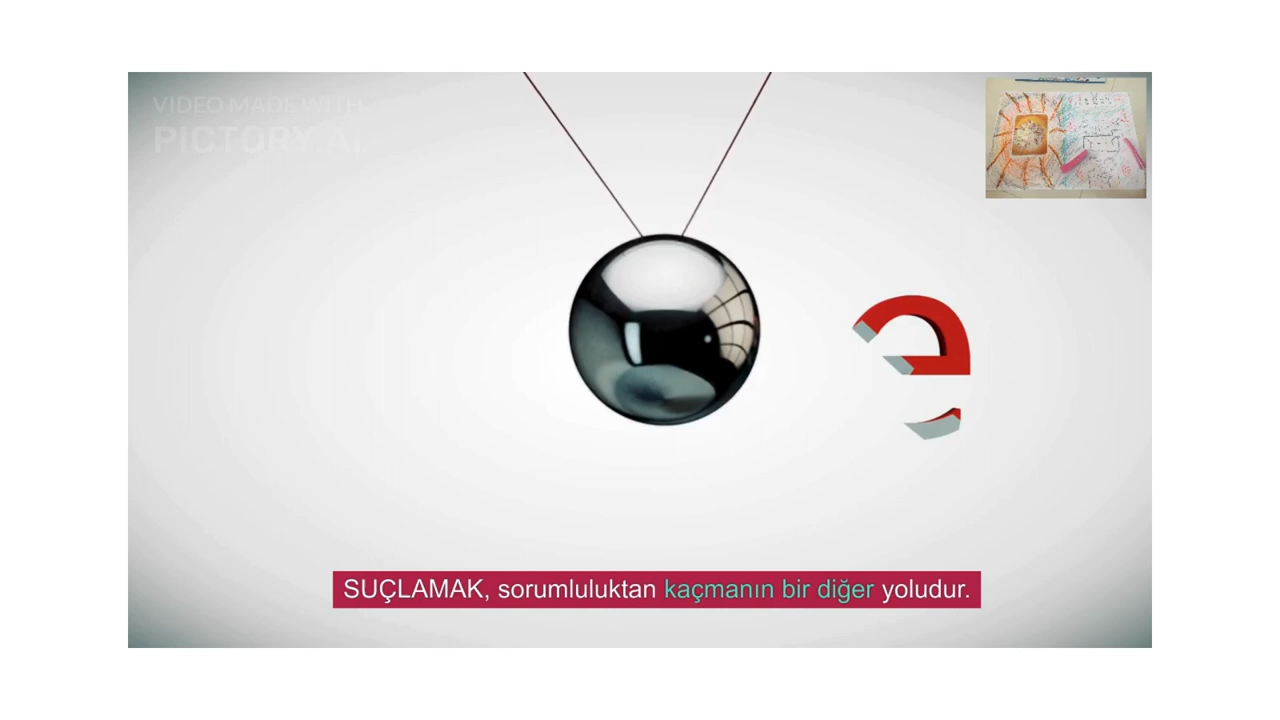 VIDEO MADE WITH
PICTORY.AI
SUÇLAMAK, sorumluluktan kaçmanın bir diğer yoludur.